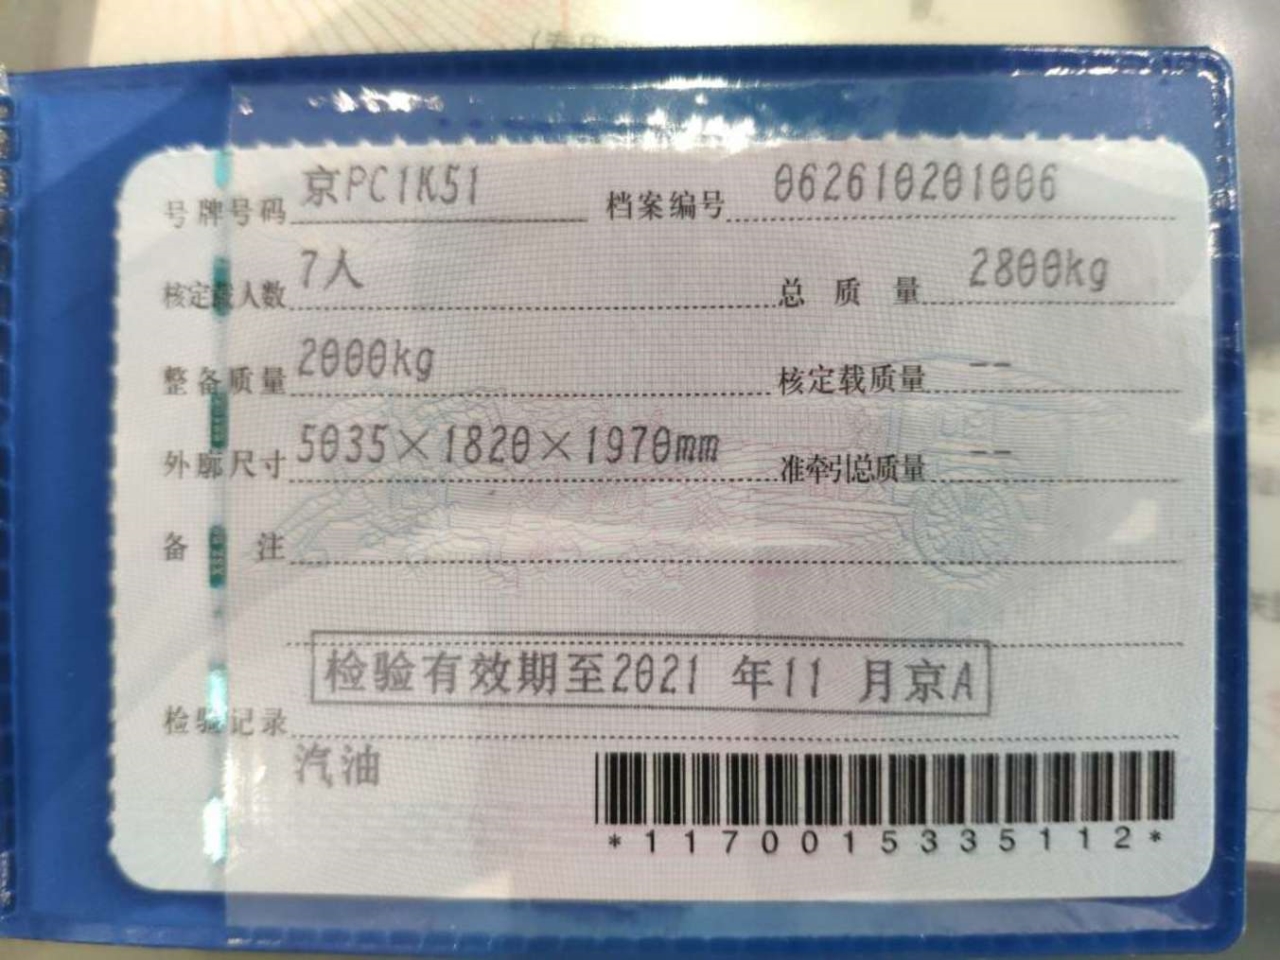 号牌号码 京PC1K51 档案编号 062610201006
核定载人数 7人 总质量 2800kg
整备质量 2000kg 核定载质量 --
外廓尺寸 5035×1820×1970mm 准牵引总质量 --
备注
检验有效期至2021 年11 月京A
检验记录
汽油
*1170015335112*